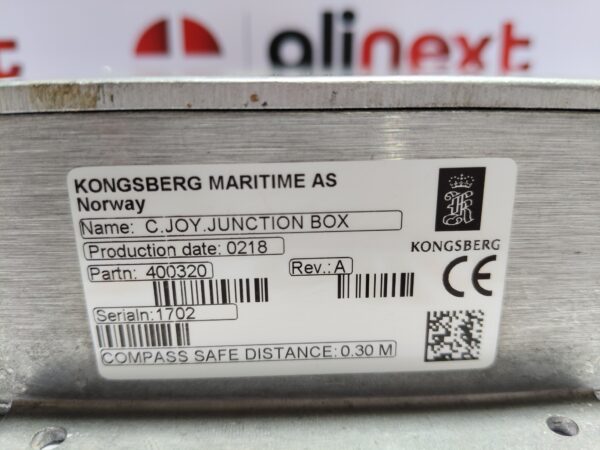 alinext
KONGSBERG MARITIME AS
Norway
Name: C.JOY.JUNCTION BOX
Production date: 0218
Partn: 400320 Rev.: A
KONGSBERG
CE
Serialn: 1702
COMPASS SAFE DISTANCE: 0.30 M